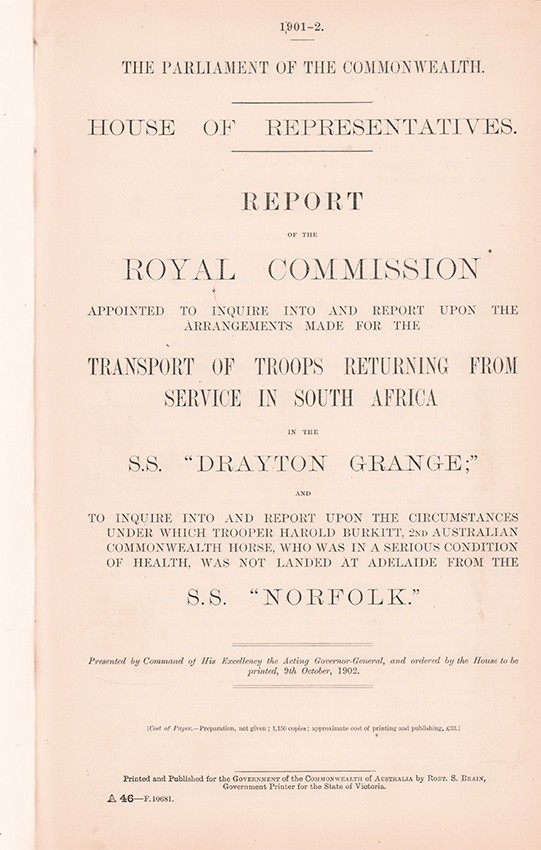 1901-2.
THE PARLIAMENT OF THE COMMONWEALTH.
HOUSE OF REPRESENTATIVES.
REPORT
OF THE
ROYAL COMMISSION
APPOINTED TO INQUIRE INTO AND REPORT UPON THE
ARRANGEMENTS MADE FOR THE
TRANSPORT OF TROOPS RETURNING FROM
SERVICE IN SOUTH AFRICA
IN THE
S.S. “DRAYTON GRANGE;”
AND
TO INQUIRE INTO AND REPORT UPON THE CIRCUMSTANCES
UNDER WHICH TROOPER HAROLD BURKITT, 2ND AUSTRALIAN
COMMONWEALTH HORSE, WHO WAS IN A SERIOUS CONDITION
OF HEALTH, WAS NOT LANDED AT ADELAIDE FROM THE
S.S. “NORFOLK.”
Presented by Command of His Excellency the Acting Governor-General, and ordered by the House to be
printed, 9th October, 1902.
[Cost of Paper.—Preparation, not given ; 1,150 copies ; approximate cost of printing and publishing, £33.]
Printed and Published for the GOVERNMENT of the COMMONWEALTH of AUSTRALIA by ROBT. S. BRAIN,
Government Printer for the State of Victoria.
A 46—F.10681.